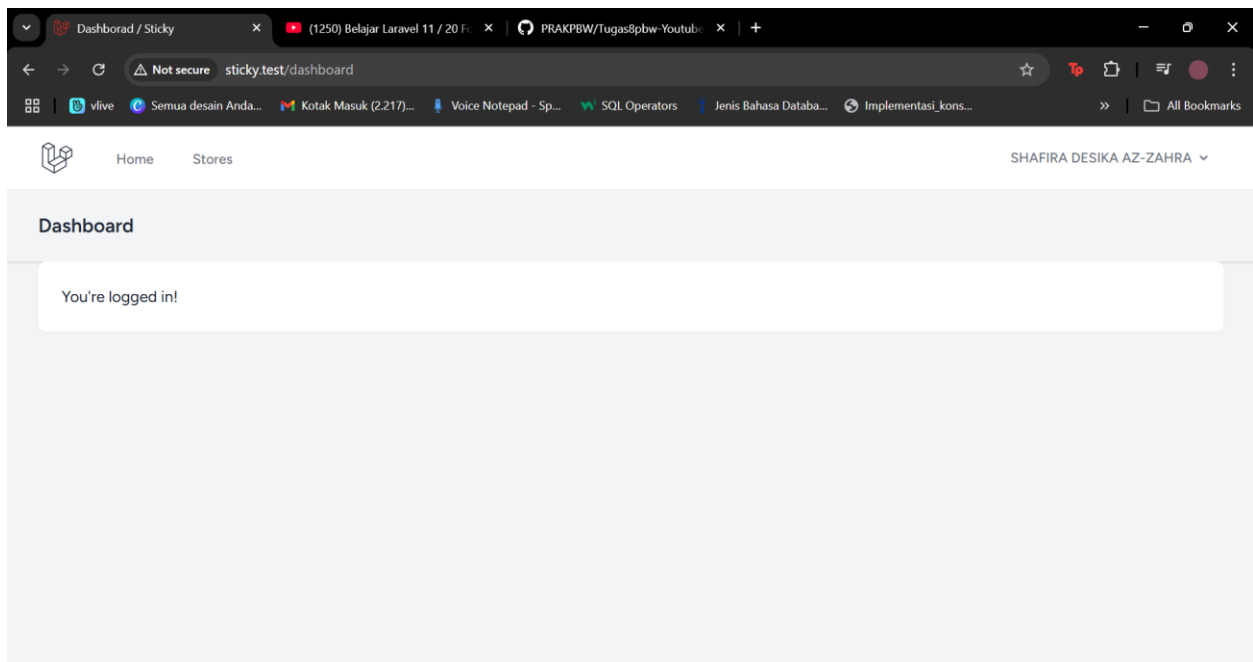 Dashborad / Sticky
(1250) Belajar Laravel 11 / 20 Fo
PRAKPBW/Tugas8pbw-Youtube
Not secure sticky.test/dashboard
Tp
vlive Semua desain Anda... Kotak Masuk (2.217)... Voice Notepad - Sp... SQL Operators Jenis Bahasa Databa... Implementasi_kons... » All Bookmarks
Home Stores SHAFIRA DESIKA AZ-ZAHRA
Dashboard
You're logged in!